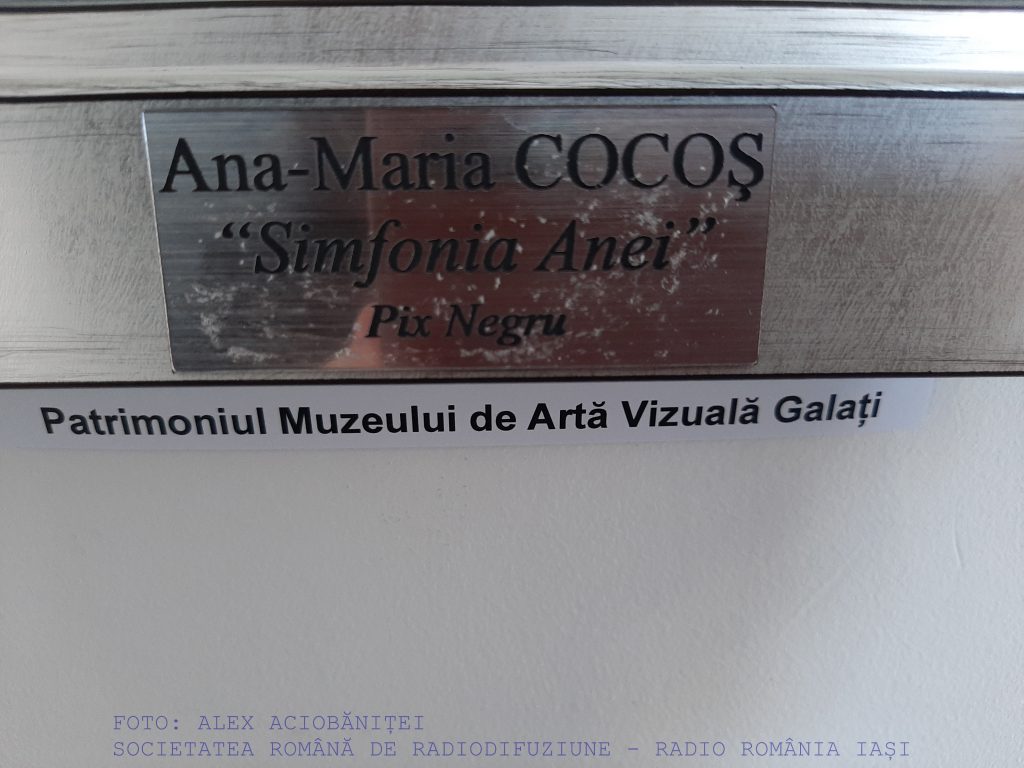 Ana-Maria COCOŞ
“Simfonia Anei”
Pix Negru
Patrimoniul Muzeului de Artă Vizuală Galați
FOTO: ALEX ACIOBĂNIȚEI
SOCIETATEA ROMÂNĂ DE RADIODIFUZIUNE - RADIO ROMÂNIA IAȘI